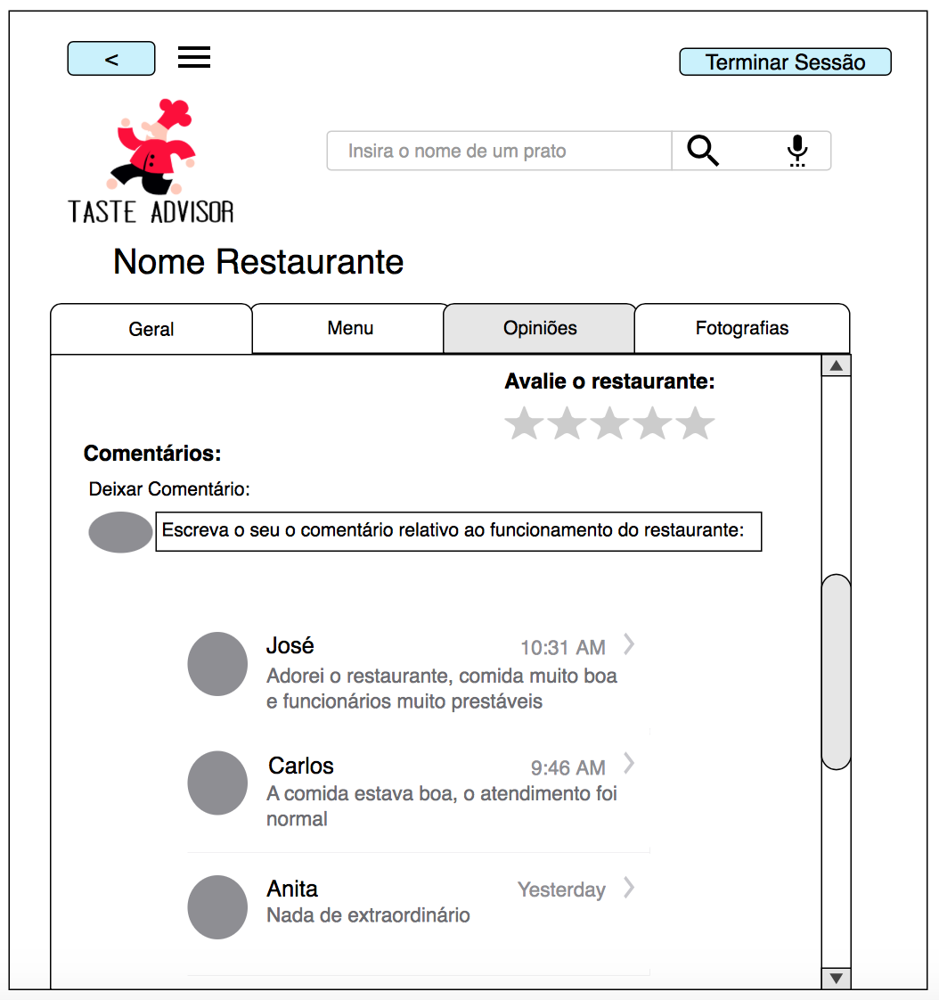 <
Terminar Sessão
Insira o nome de um prato
TASTE ADVISOR
Nome Restaurante
Geral
Menu
Opiniões
Fotografias
Avalie o restaurante:
Comentários:
Deixar Comentário:
Escreva o seu o comentário relativo ao funcionamento do restaurante:
José
10:31 AM
Adorei o restaurante, comida muito boa
e funcionários muito prestáveis
Carlos
9:46 AM
A comida estava boa, o atendimento foi
normal
Anita
Yesterday
Nada de extraordinário